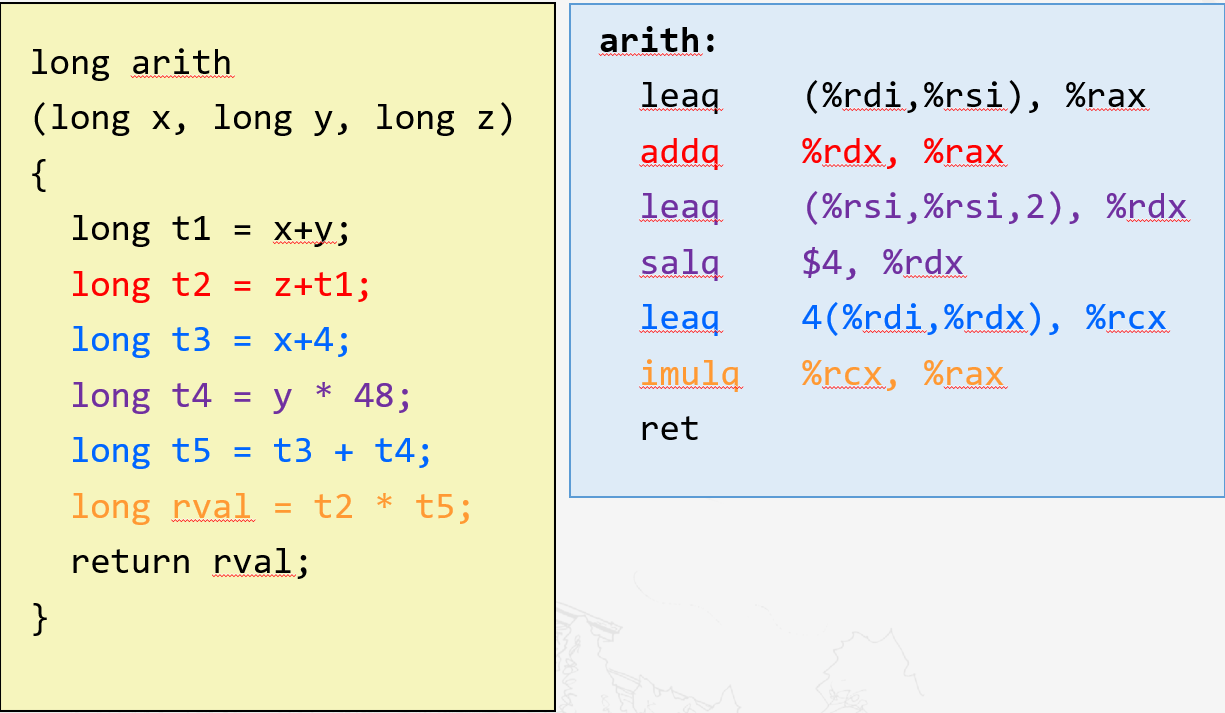 long arith
(long x, long y, long z)
{
  long t1 = x+y;
  long t2 = z+t1;
  long t3 = x+4;
  long t4 = y * 48;
  long t5 = t3 + t4;
  long rval = t2 * t5;
  return rval;
}
arith:
  leaq    (%rdi,%rsi), %rax
  addq    %rdx, %rax
  leaq    (%rsi,%rsi,2), %rdx
  salq    $4, %rdx
  leaq    4(%rdi,%rdx), %rcx
  imulq   %rcx, %rax
  ret